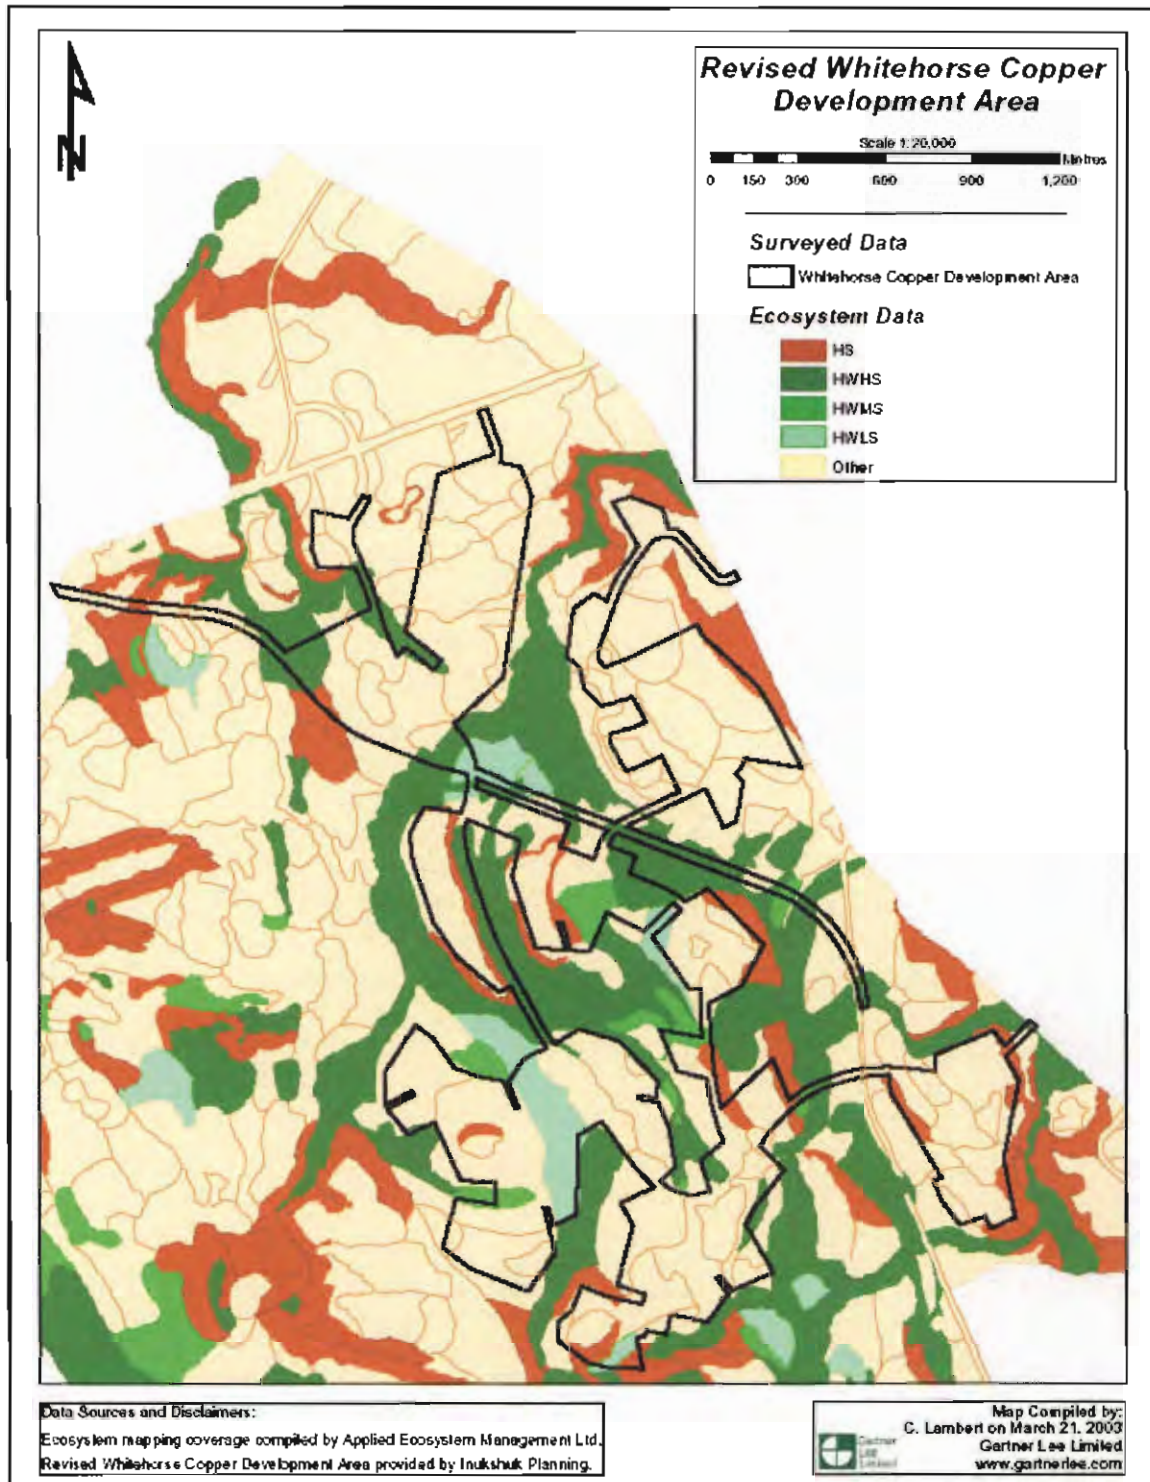 N
Revised Whitehorse Copper
Development Area
Scale 1:20,000
Metres
0 150 300 600 900 1,200
Surveyed Data
Whitehorse Copper Development Area
Ecosystem Data
HS
HWHS
HWMS
HWLS
Other
Data Sources and Disclaimers:
Ecosystem mapping coverage compiled by Applied Ecosystem Management Ltd.
Revised Whitehorse Copper Development Area provided by Inukshuk Planning.
Gartner
Lee
Limited
Map Compiled by:
C. Lambert on March 21, 2003
Gartner Lee Limited
www.gartnerlee.com